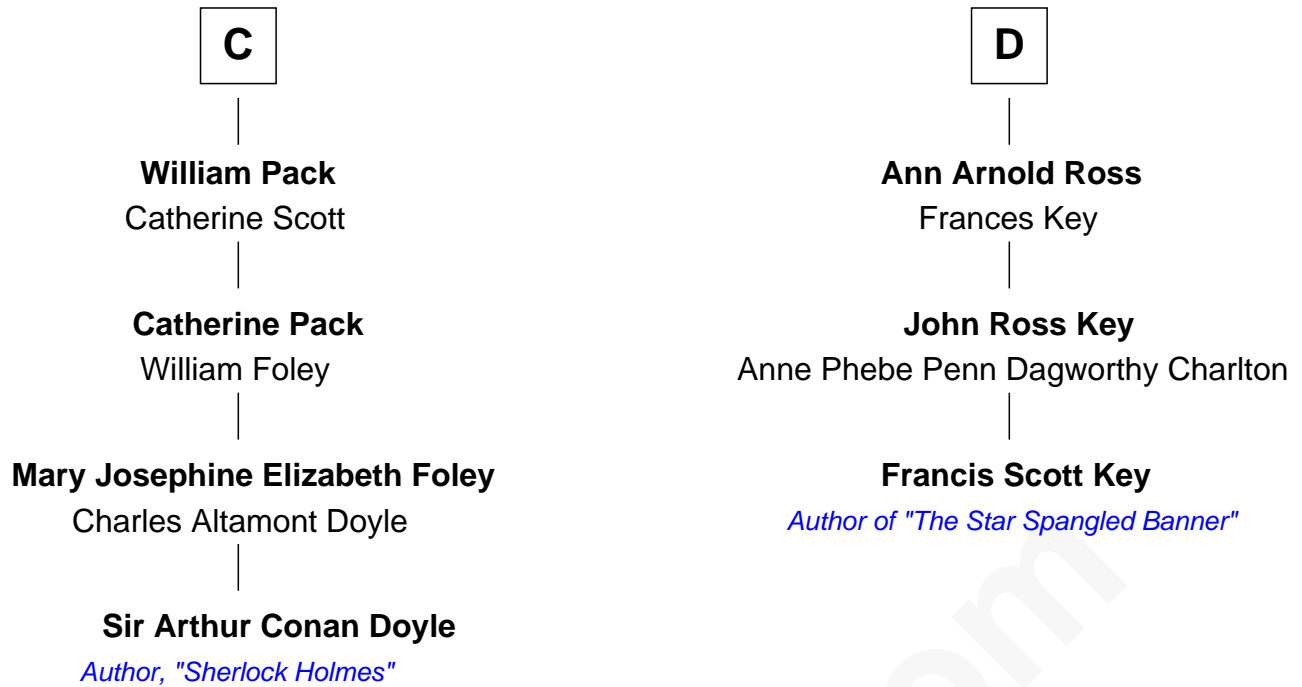 C
William Pack
Catherine Scott
Catherine Pack
William Foley
Mary Josephine Elizabeth Foley
Charles Altamont Doyle
Sir Arthur Conan Doyle
Author, "Sherlock Holmes"
D
Ann Arnold Ross
Frances Key
John Ross Key
Anne Phebe Penn Dagworthy Charlton
Francis Scott Key
Author of "The Star Spangled Banner"
om